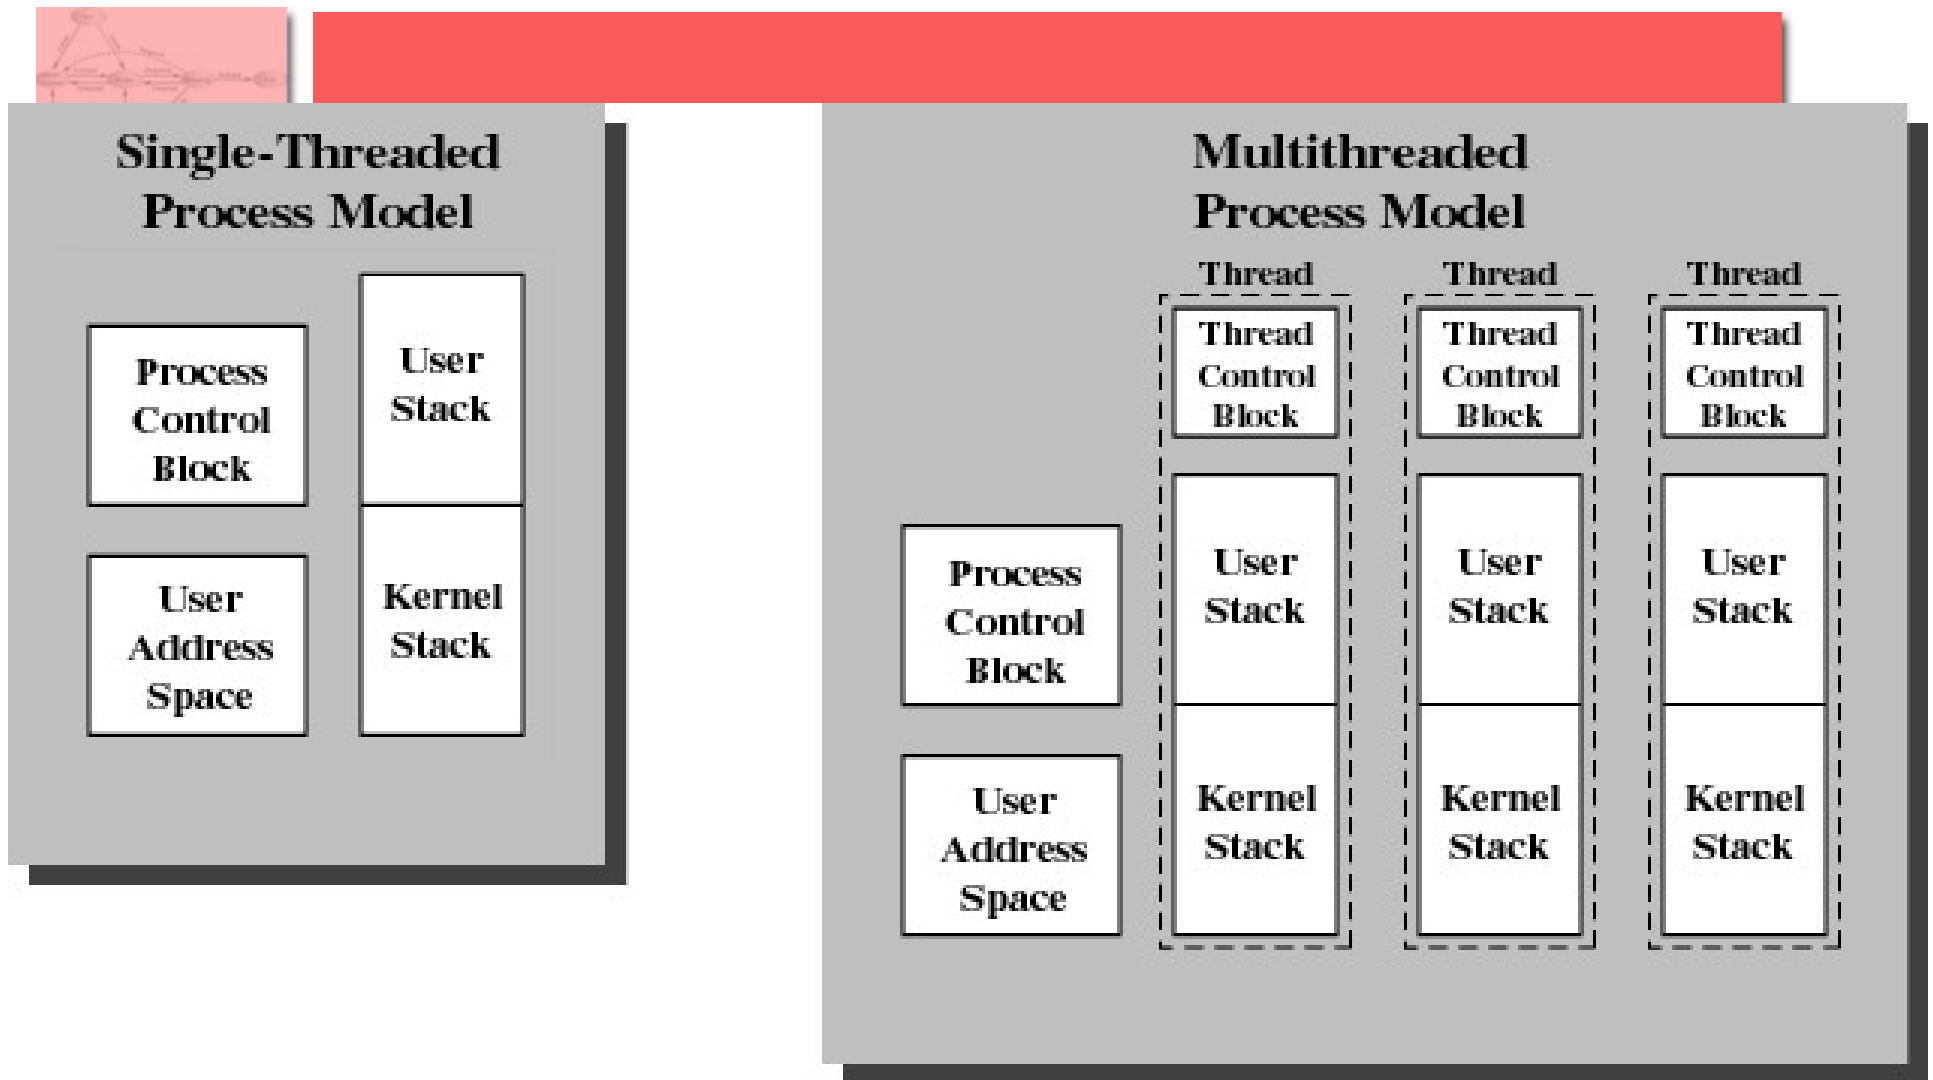 Single-Threaded
Process Model
Process
Control
Block
User
Stack
User
Address
Space
Kernel
Stack
Multithreaded
Process Model
Thread
Thread
Control
Block
User
Stack
Kernel
Stack
Thread
Thread
Control
Block
User
Stack
Kernel
Stack
Thread
Thread
Control
Block
User
Stack
Kernel
Stack
Process
Control
Block
User
Address
Space